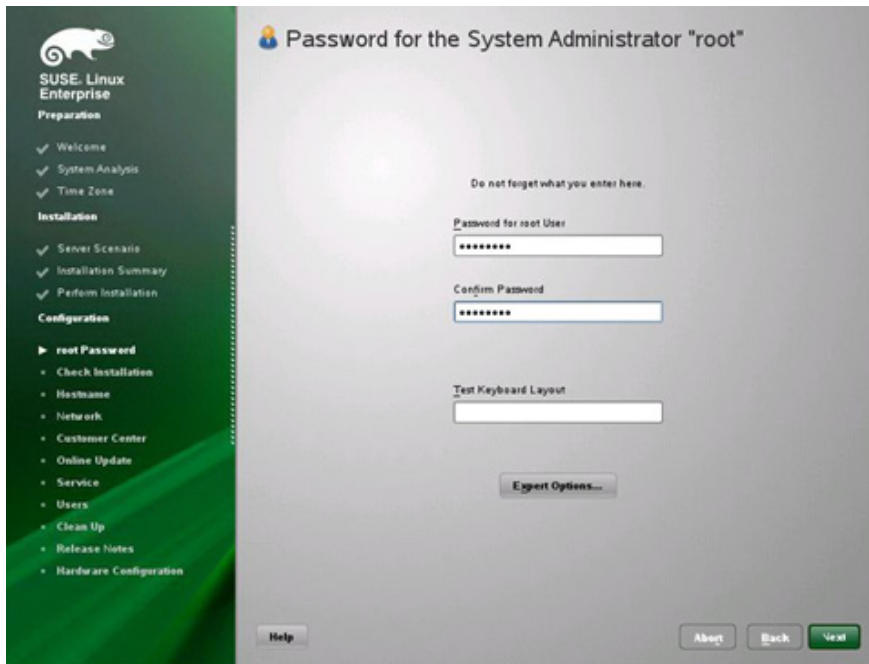 SUSE. Linux
Enterprise
Preparation
Welcome
System Analysis
Time Zone
Installation
Server Scenario
Installation Summary
Perform Installation
Configuration
root Password
Check Installation
Hostname
Network
Customer Center
Online Update
Service
Users
Clean Up
Release Notes
Hardware Configuration
Password for the System Administrator "root"
Do not forget what you enter here.
Password for root User
••••••••
Confirm Password
••••••••
Test Keyboard Layout
Expert Options...
Help
Abort
Back
Next